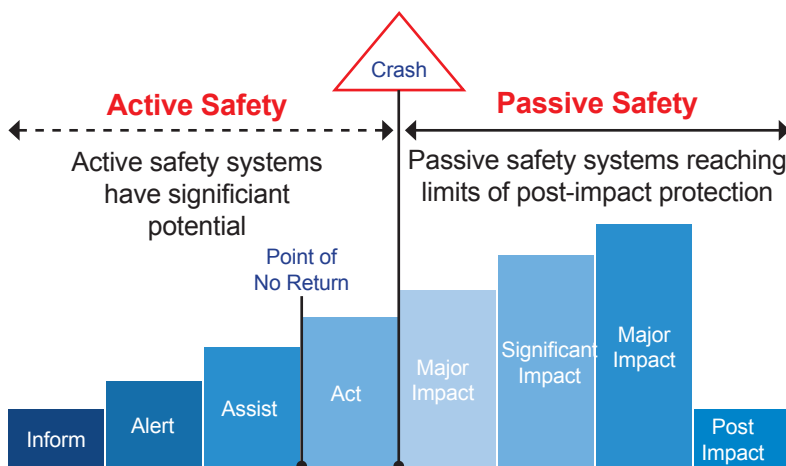 Crash
Active Safety
Passive Safety
Active safety systems
have significiant
potential
Passive safety systems reaching
limits of post-impact protection
Point of
No Return
Inform
Alert
Assist
Act
Major
Impact
Significant
Impact
Major
Impact
Post
Impact